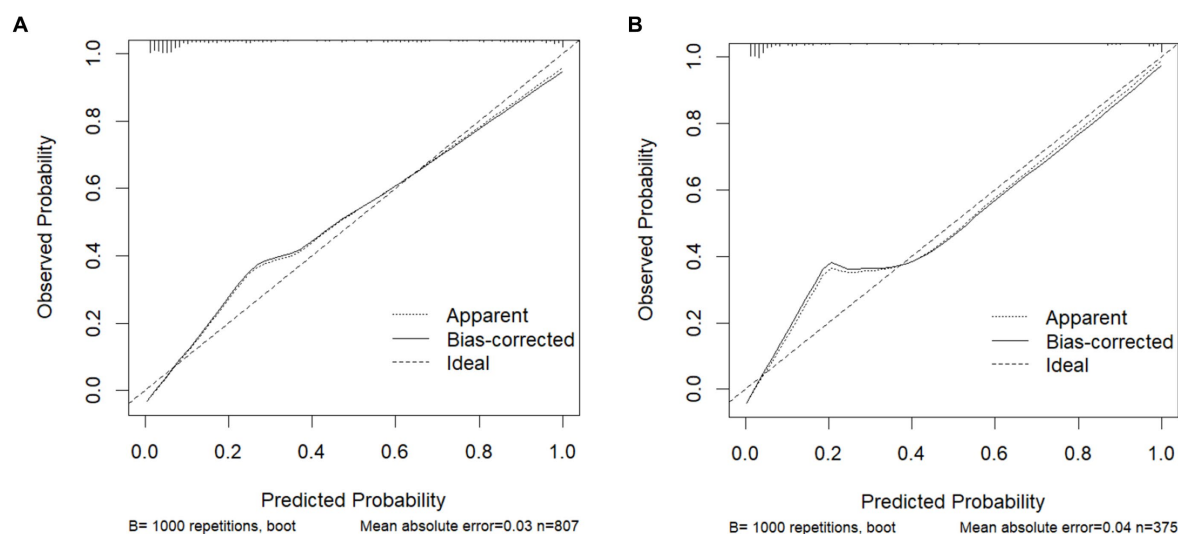 A
1.0
0.8
0.6
0.4
0.2
0.0
Observed Probability
Apparent
Bias-corrected
Ideal
0.0 0.2 0.4 0.6 0.8 1.0
Predicted Probability
B= 1000 repetitions, boot Mean absolute error=0.03 n=807
B
1.0
0.8
0.6
0.4
0.2
0.0
Observed Probability
Apparent
Bias-corrected
Ideal
0.0 0.2 0.4 0.6 0.8 1.0
Predicted Probability
B= 1000 repetitions, boot Mean absolute error=0.04 n=375